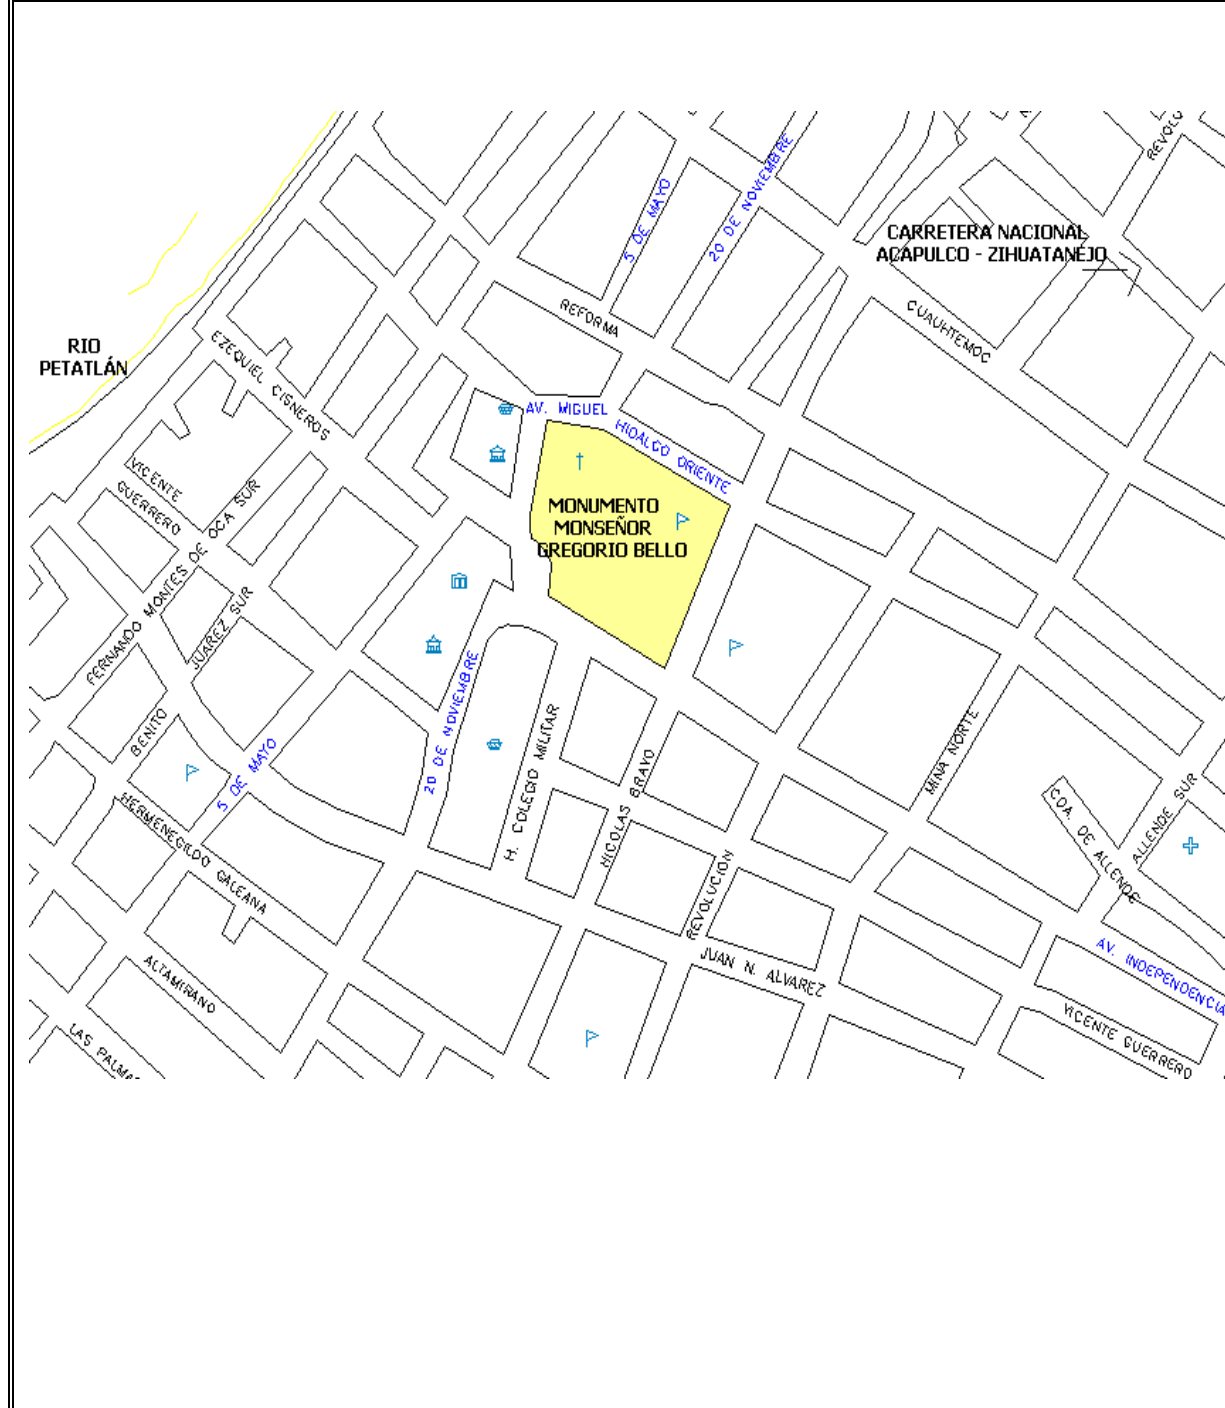 REVOLUC
5 DE MAYO
20 DE NOVIEMBRE
CARRETERA NACIONAL
ACAPULCO - ZIHUATANEJO
REFORMA
CUAUHTEMOC
RIO
PETATLÁN
EZEQUIEL CISNEROS
AV. MIGUEL
HIDALGO ORIENTE
VICENTE
GUERRERO
MONUMENTO
MONSEÑOR
GREGORIO BELLO
FERNANDO MONTES DE OCA SUR
JUAREZ SUR
BENITO
5 DE MAYO
20 DE NOVIEMBRE
H. COLEGIO MILITAR
NICOLAS BRAVO
MINA NORTE
COA. DE ALLENDE
ALLENDE SUR
HERMENEGILDO GALEANA
REVOLUCION
JUAN N. ALVAREZ
AV. INDEPENDENCIA
ALTAMIRANO
VICENTE GUERRERO
LAS PALMA